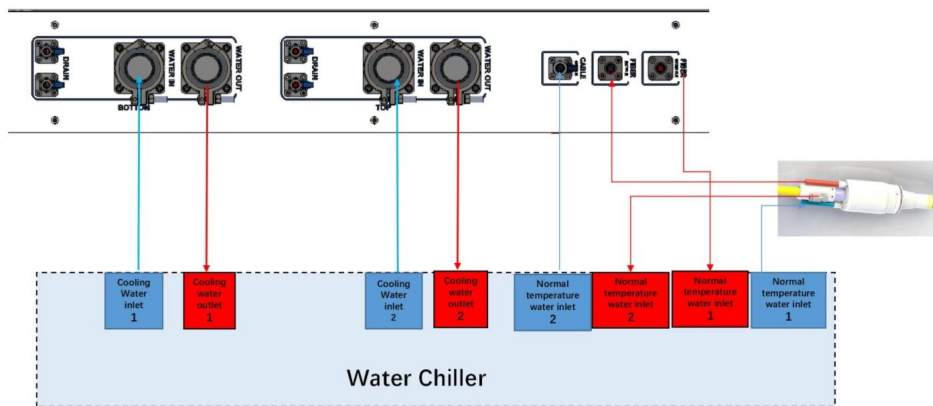 DRAIN
WATER IN
WATER OUT
BOTTOM
DRAIN
WATER IN
WATER OUT
TOP
CABLE
FIBER
FIBER
Cooling
Water
inlet
1
Cooling
water
outlet
1
Cooling
Water
inlet
2
Cooling
water
outlet
2
Normal
temperature
water inlet
2
Normal
temperature
water inlet
2
Normal
temperature
water inlet
1
Normal
temperature
water inlet
1
Water Chiller